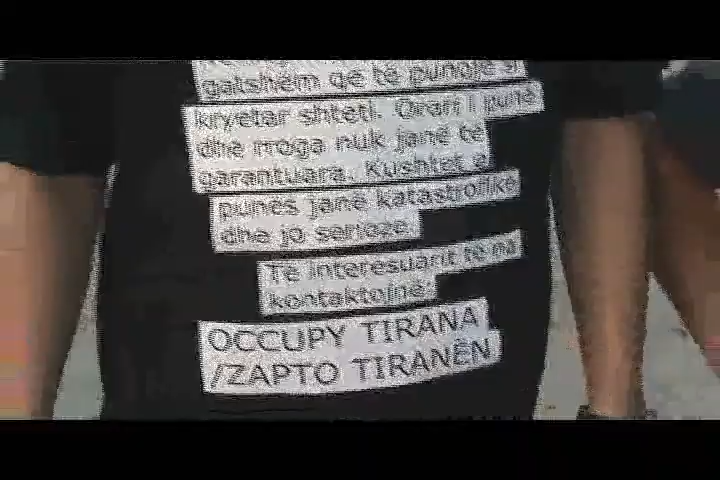 gatshëm që të punojë si
kryetar shteti. Orari i punë
dhe rroga nuk janë të
garantuara. Kushtet e
punës janë katastrofike
dhe jo serioze.
Të interesuarit të na
kontaktojnë:
OCCUPY TIRANA
/ZAPTO TIRANËN